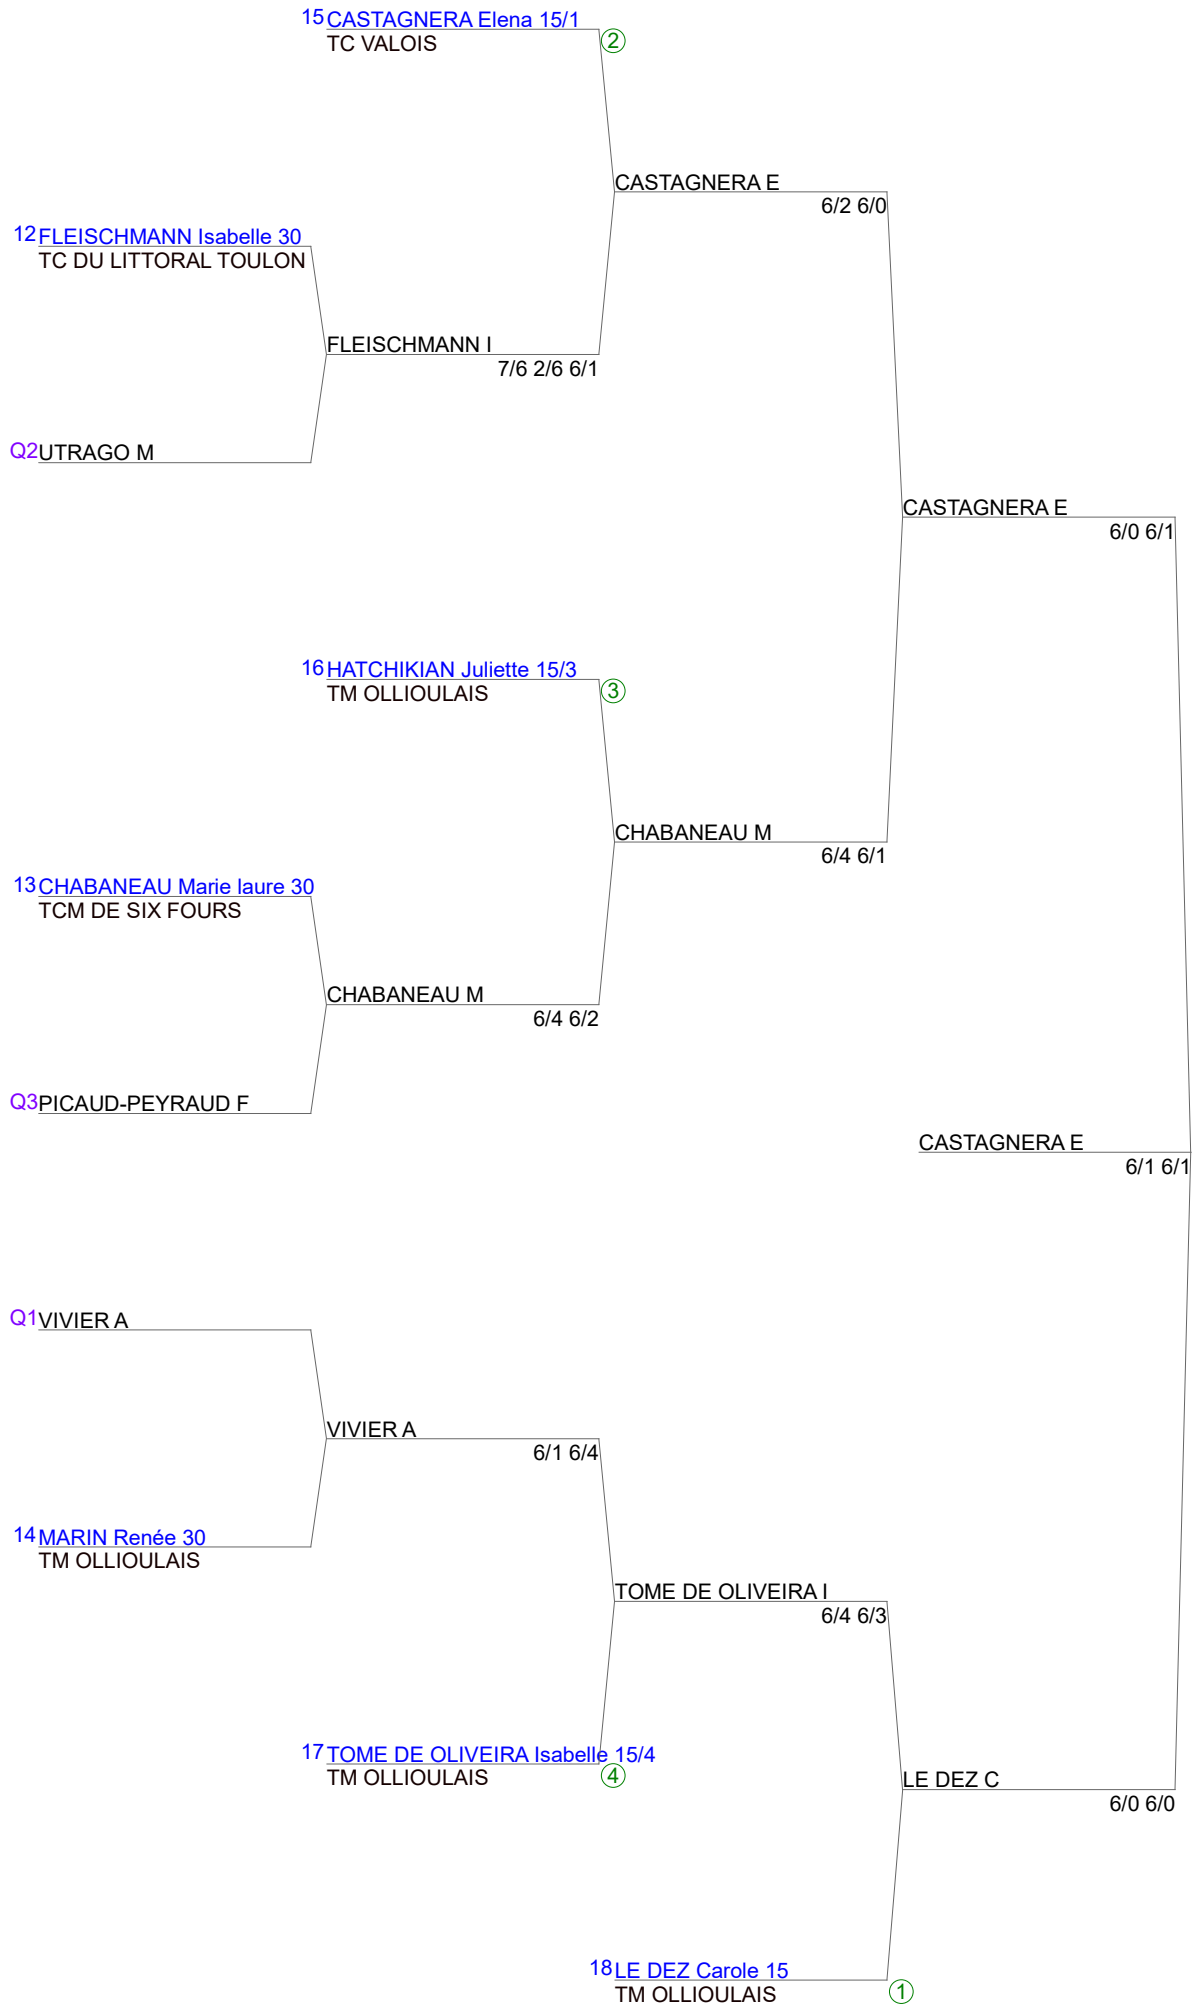 15 CASTAGNERA Elena 15/1
TC VALOIS
2
CASTAGNERA E
6/2 6/0
12 FLEISCHMANN Isabelle 30
TC DU LITTORAL TOULON
FLEISCHMANN I
7/6 2/6 6/1
Q2 UTRAGO M
CASTAGNERA E
6/0 6/1
16 HATCHIKIAN Juliette 15/3
TM OLLIOULAIS
3
CHABANEAU M
6/4 6/1
13 CHABANEAU Marie laure 30
TCM DE SIX FOURS
CHABANEAU M
6/4 6/2
Q3 PICAUD-PEYRAUD F
CASTAGNERA E
6/1 6/1
Q1 VIVIER A
VIVIER A
6/1 6/4
14 MARIN Renée 30
TM OLLIOULAIS
TOME DE OLIVEIRA I
6/4 6/3
17 TOME DE OLIVEIRA Isabelle 15/4
TM OLLIOULAIS
4
LE DEZ C
6/0 6/0
18 LE DEZ Carole 15
TM OLLIOULAIS
1